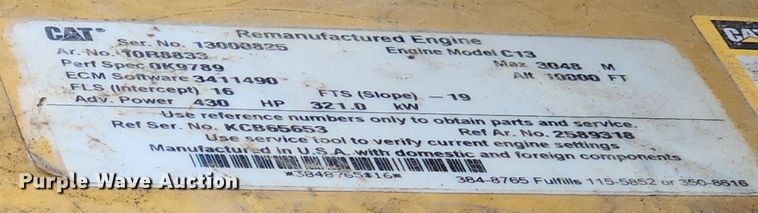 CAT Remanufactured Engine
Ser. No. 13000825 Engine Model C13
Ar. No. 10R8833 Max 3048 M
Perf Spec 0K9789 Alt 10000 FT
ECM Software 3411490
FLS (Intercept) 16 FTS (Slope) -19
Adv. Power 430 HP 321.0 kW
Use reference numbers only to obtain parts and service.
Ref Ser. No. KCB65653 Ref Ar. No. 2589318
Use service tool to verify current engine settings
Manufactured in U.S.A. with domestic and foreign components
*3848765$16*
384-8765 Fulfills 115-5852 or 350-8616
CAT
Purple Wave Auction